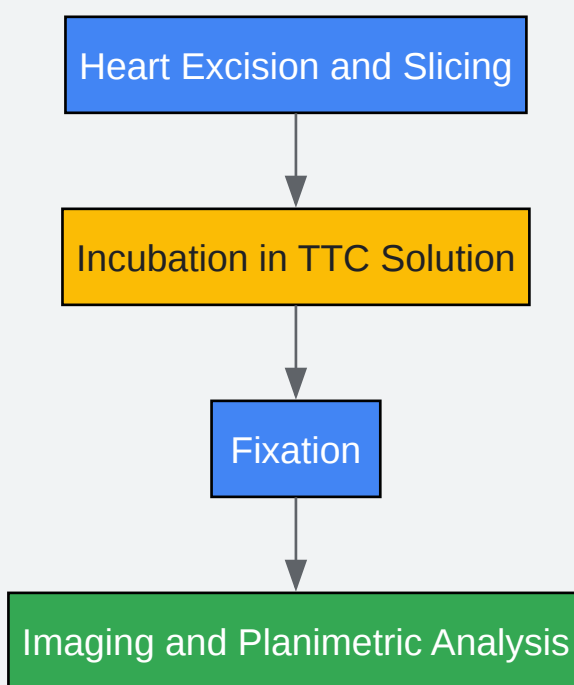 Heart Excision and Slicing
Incubation in TTC Solution
Fixation
Imaging and Planimetric Analysis